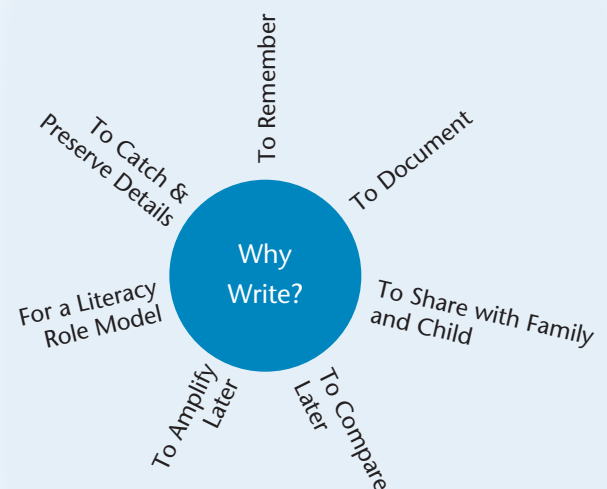 Why
Write?
To Remember
To Document
To Share with Family
and Child
To Compare
Later
To Amplify
Later
For a Literacy
Role Model
To Catch &
Preserve Details